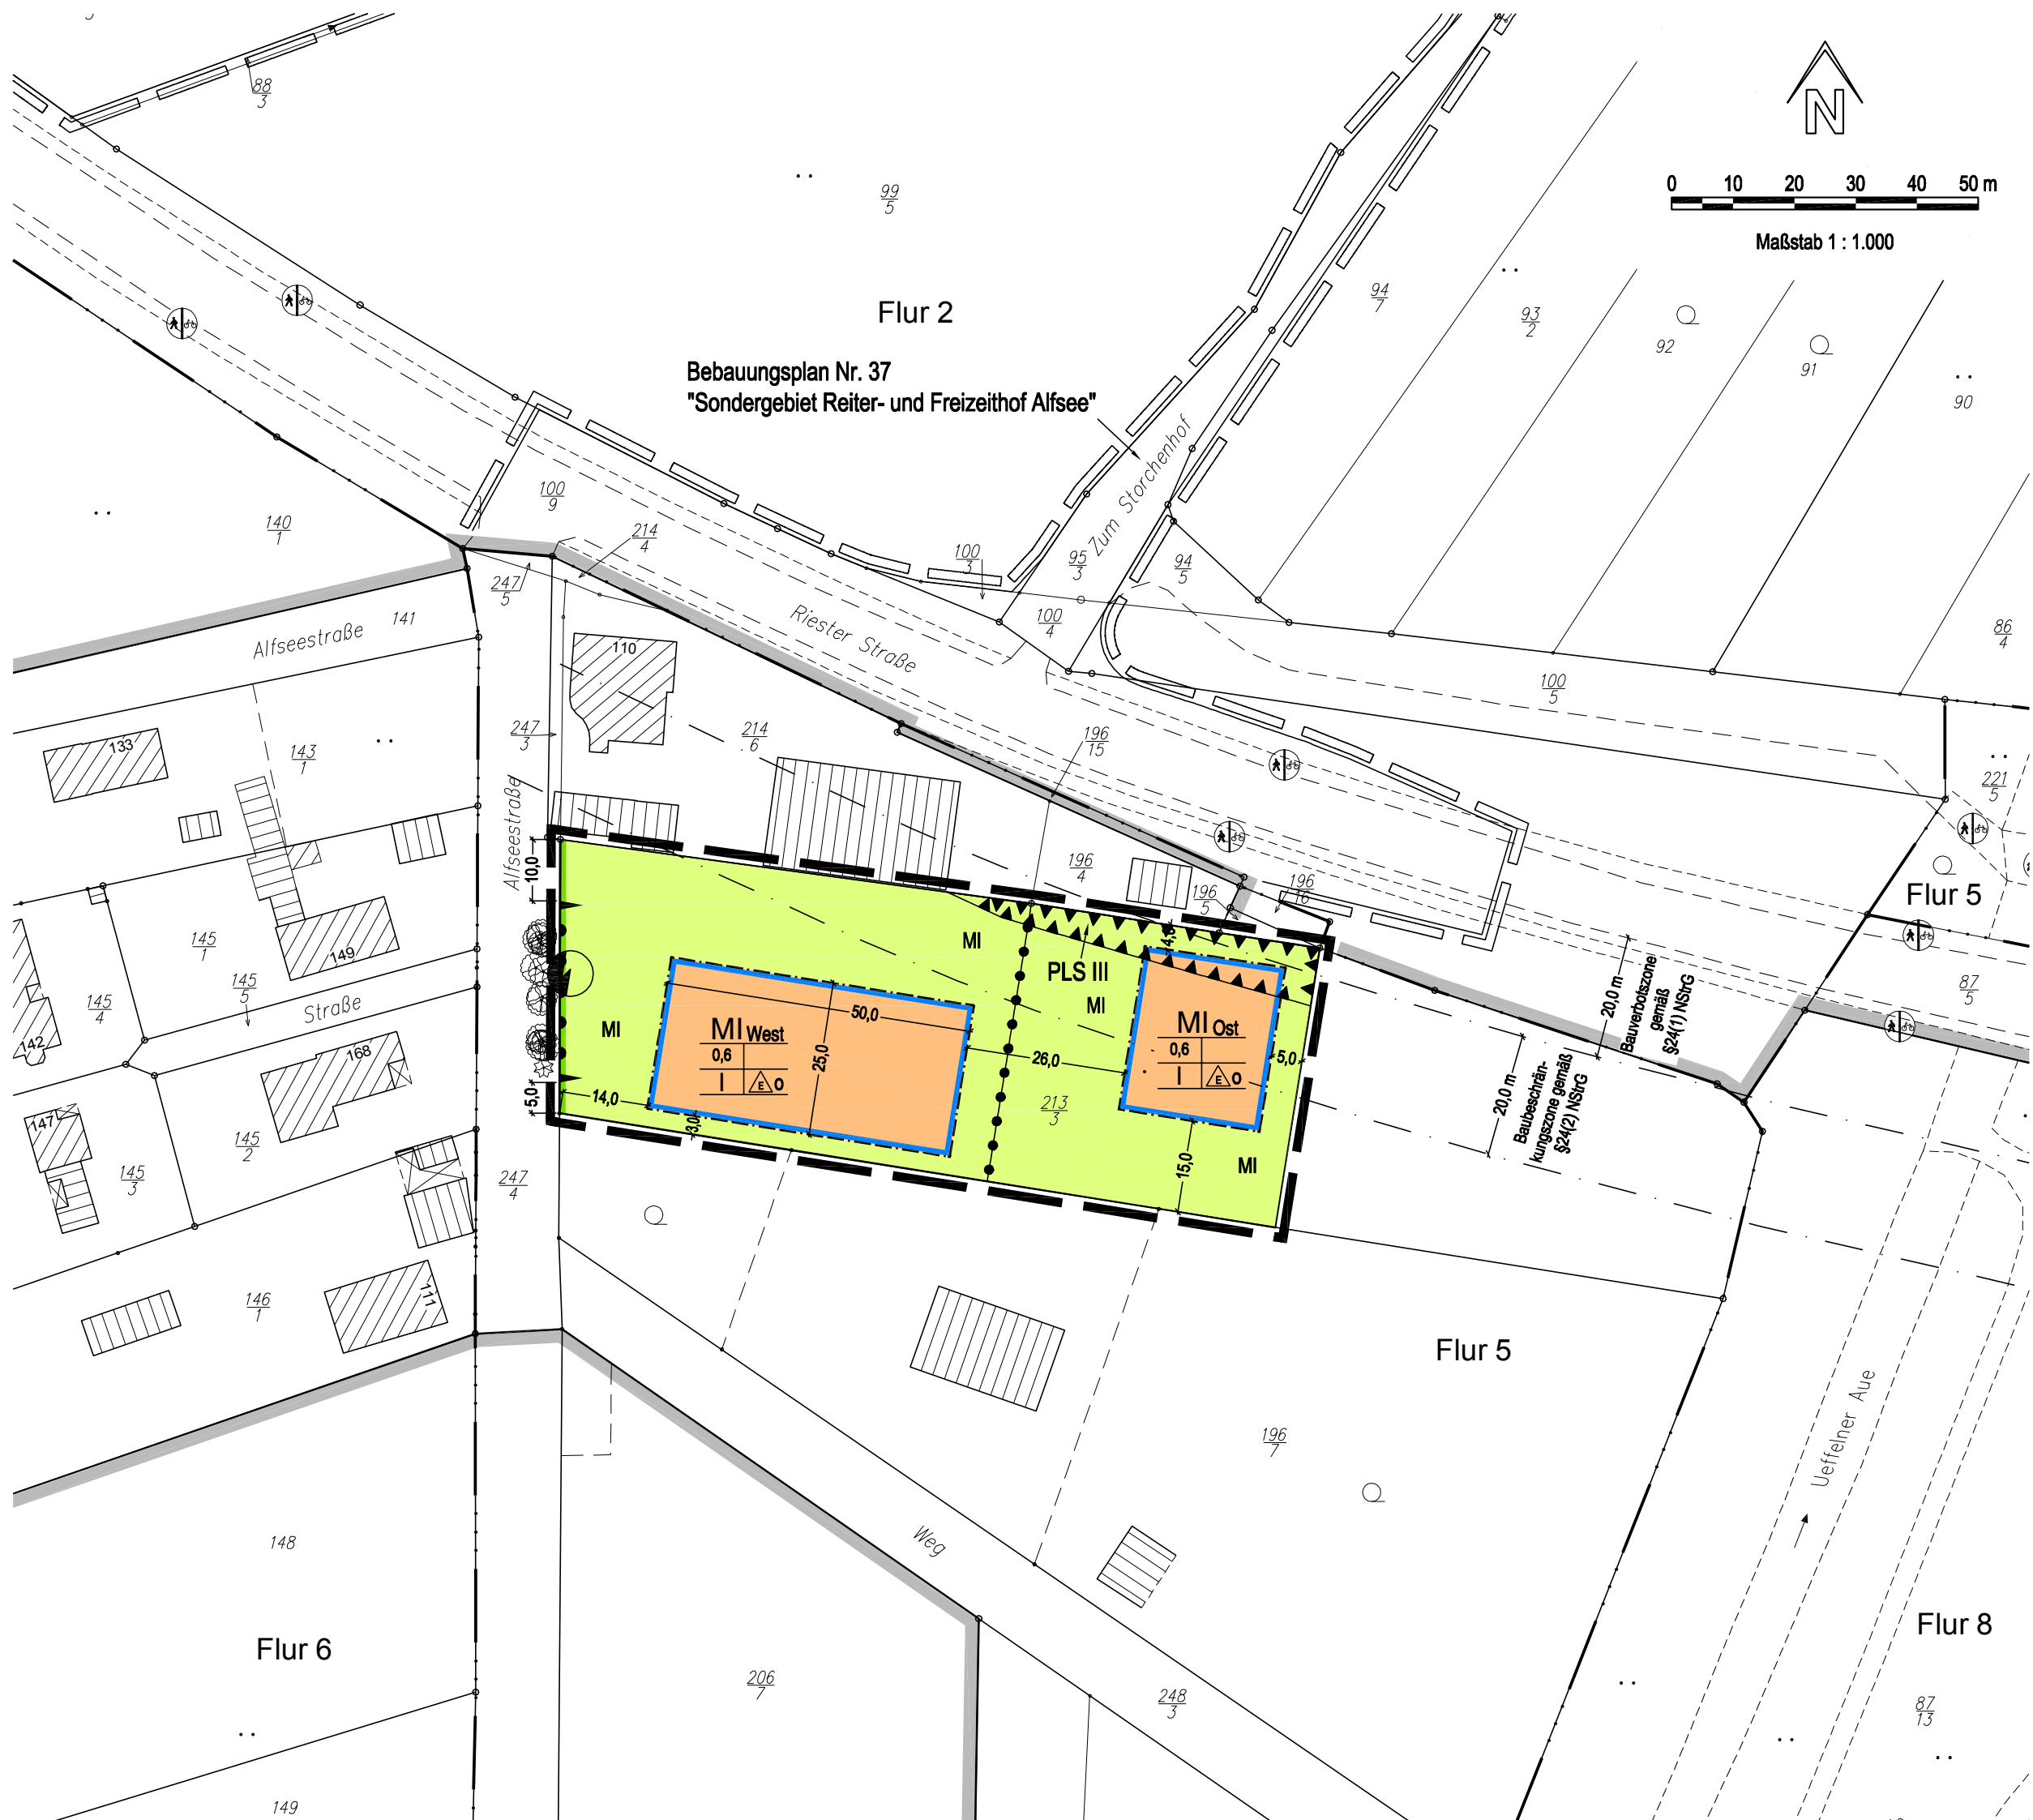 88
3
99
5
N
0 10 20 30 40 50 m
Maßstab 1 : 1.000
Flur 2
94
7
93
2
92
91
90
Bebauungsplan Nr. 37
"Sondergebiet Reiter- und Freizeithof Alfsee"
Zum Storchenhof
140
1
100
9
214
4
247
5
100
3
95
3
94
5
100
4
86
4
Alfseestraße
141
Riester Straße
110
100
5
133
143
1
247
3
214
6
196
15
221
5
Alfseestraße
10,0
196
4
196
5
196
16
Flur 5
145
1
149
145
5
145
4
Straße
142
MI
PLS III
4,0
MI
20,0 m
Bauverbotszone
gemäß
§24(1) NStrG
87
5
MI
MI West
0,6
I E o
50,0
25,0
26,0
MI Ost
0,6
I E o
5,0
168
14,0
5,0
3,0
213
3
20,0 m
Baubeschrän-
kungszone gemäß
§24(2) NStrG
147
145
2
145
3
247
4
15,0
MI
146
1
111
Flur 5
196
7
Ueffelner Aue
148
Weg
Flur 6
206
7
248
3
Flur 8
87
13
149